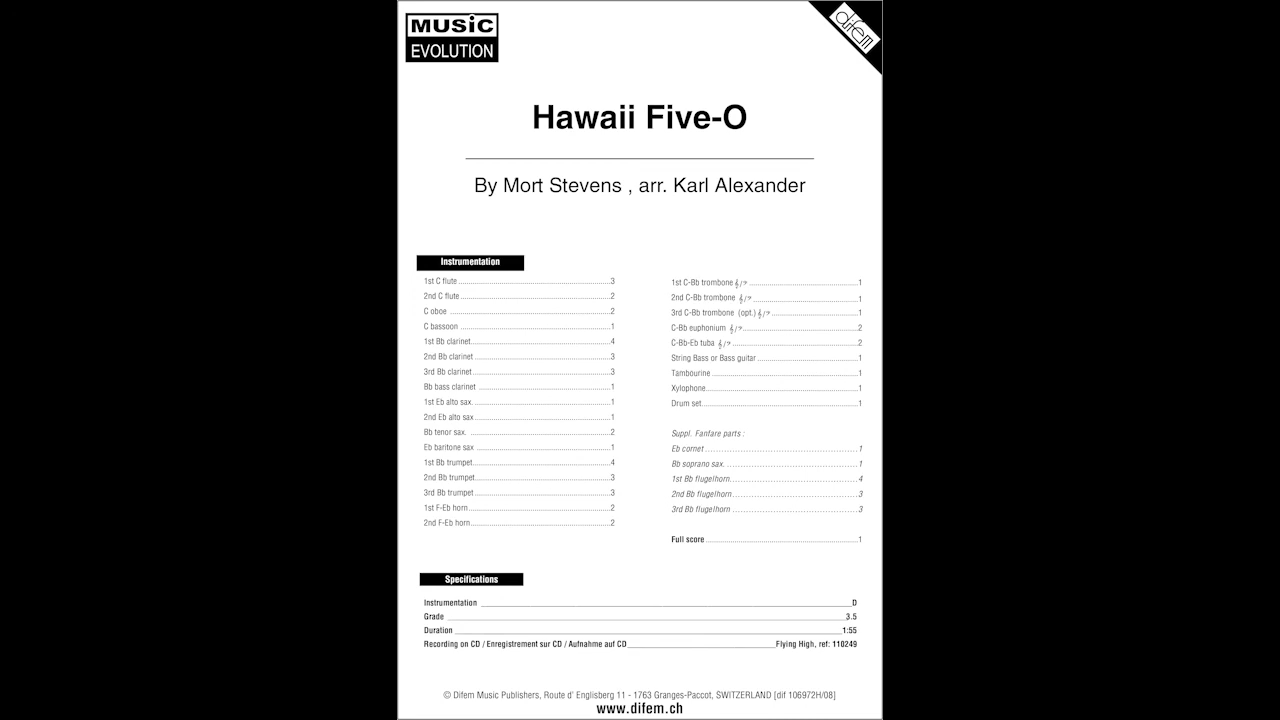 MUSiC
EVOLUTION
difem
Hawaii Five-O
By Mort Stevens , arr. Karl Alexander
Instrumentation
1st C flute 3
2nd C flute 2
C oboe 2
C bassoon 1
1st Bb clarinet 4
2nd Bb clarinet 3
3rd Bb clarinet 3
Bb bass clarinet 1
1st Eb alto sax. 1
2nd Eb alto sax 1
Bb tenor sax. 2
Eb baritone sax 1
1st Bb trumpet 4
2nd Bb trumpet 3
3rd Bb trumpet 3
1st F-Eb horn 2
2nd F-Eb horn 2
1st C-Bb trombone 𝄞/𝄢 1
2nd C-Bb trombone 𝄞/𝄢 1
3rd C-Bb trombone (opt.) 𝄞/𝄢 1
C-Bb euphonium 𝄞/𝄢 2
C-Bb-Eb tuba 𝄞/𝄢 2
String Bass or Bass guitar 1
Tambourine 1
Xylophone 1
Drum set 1
Suppl. Fanfare parts :
Eb cornet 1
Bb soprano sax. 1
1st Bb flugelhorn 4
2nd Bb flugelhorn 3
3rd Bb flugelhorn 3
Full score 1
Specifications
Instrumentation D
Grade 3.5
Duration 1:55
Recording on CD / Enregistrement sur CD / Aufnahme auf CD Flying High, ref: 110249
© Difem Music Publishers, Route d' Englisberg 11 - 1763 Granges-Paccot, SWITZERLAND [dif 106972H/08]
www.difem.ch